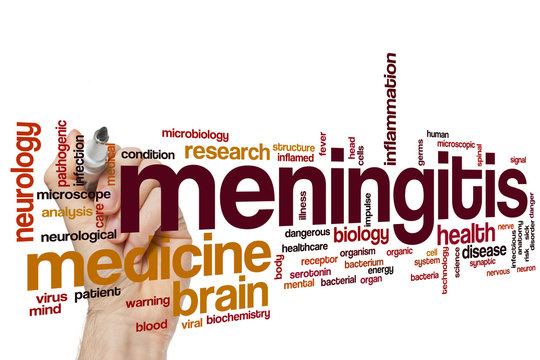 human
microbiology
fever
head
cells
inflammation
germs
microscopic
spinal
signal
neurology
pathogenic
infection
medical
condition
research
structure
inflamed
meningitis
microscope
analysis
care
neurological
illness
impulse
dangerous
biology
health
nerve
infectious
anatomy
risk
sick
disorder
danger
medicine
healthcare
organism
organic
cell
system
disease
body
receptor
bacterium
technology
science
synaptic
serotonin
energy
bacteria
nervous
neuron
brain
mental
bacterial
organ
virus
patient
warning
mind
blood
viral
biochemistry